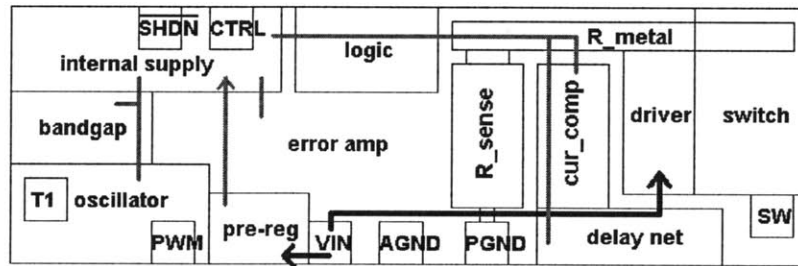 SHDN CTRL
R_metal
logic
internal supply
bandgap
error amp
R_sense
cur_comp
driver
switch
T1 oscillator
PWM
pre-reg
VIN
AGND
PGND
delay net
SW